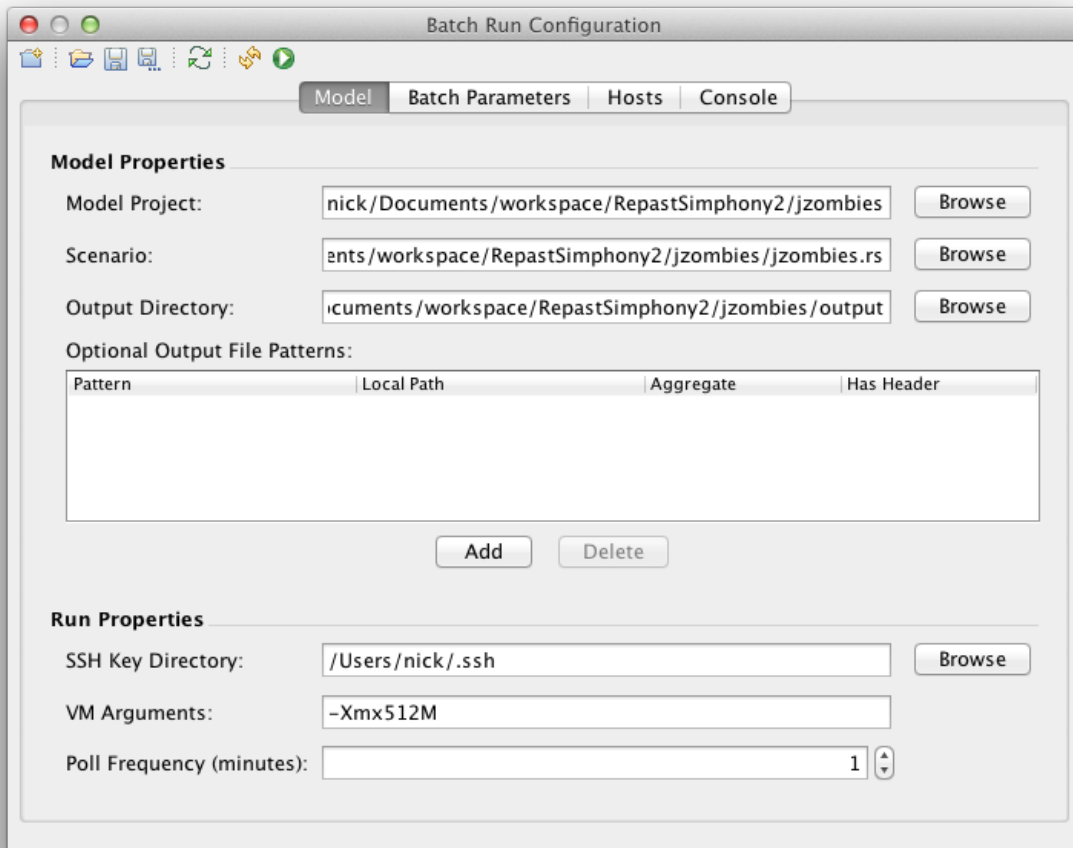 Batch Run Configuration
Model Batch Parameters Hosts Console
Model Properties
Model Project: nick/Documents/workspace/RepastSimphony2/jzombies Browse
Scenario: ents/workspace/RepastSimphony2/jzombies/jzombies.rs Browse
Output Directory: ocuments/workspace/RepastSimphony2/jzombies/output Browse
Optional Output File Patterns:
Pattern Local Path Aggregate Has Header
Add Delete
Run Properties
SSH Key Directory: /Users/nick/.ssh Browse
VM Arguments: -Xmx512M
Poll Frequency (minutes): 1